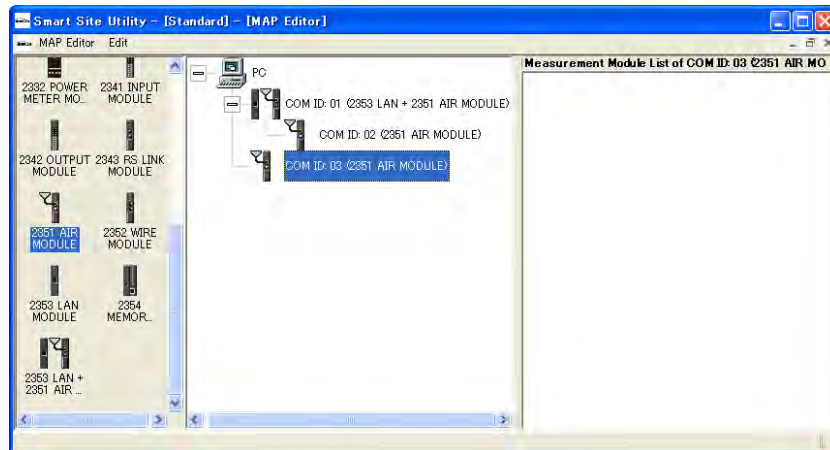 Smart Site Utility - [Standard] - [MAP Editor]
MAP Editor Edit
2332 POWER
METER MO...
2341 INPUT
MODULE
2342 OUTPUT
MODULE
2343 RS LINK
MODULE
2351 AIR
MODULE
2352 WIRE
MODULE
2353 LAN
MODULE
2354
MEMOR...
2353 LAN +
2351 AIR ...
PC
COM ID: 01 (2353 LAN + 2351 AIR MODULE)
COM ID: 02 (2351 AIR MODULE)
COM ID: 03 (2351 AIR MODULE)
Measurement Module List of COM ID: 03 (2351 AIR MO